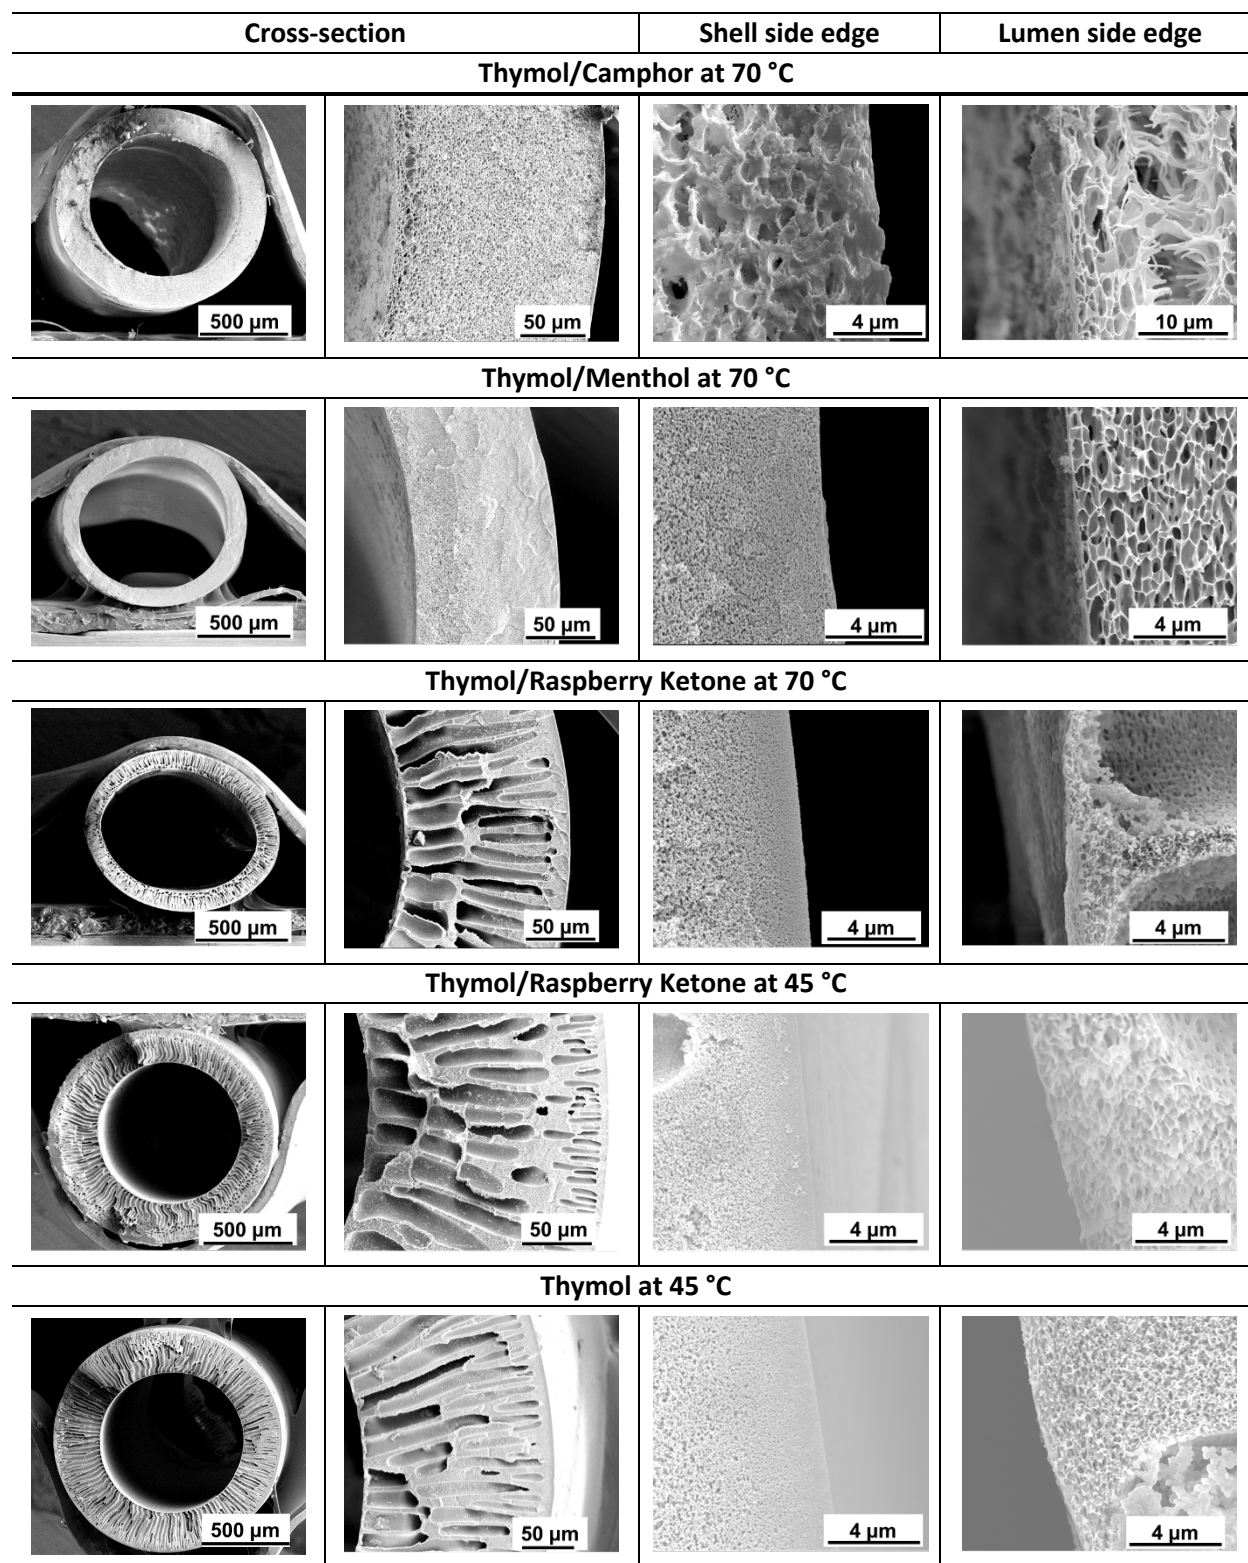 Cross-section Shell side edge Lumen side edge
Thymol/Camphor at 70 °C
500 µm 50 µm 4 µm 10 µm
Thymol/Menthol at 70 °C
500 µm 50 µm 4 µm 4 µm
Thymol/Raspberry Ketone at 70 °C
500 µm 50 µm 4 µm 4 µm
Thymol/Raspberry Ketone at 45 °C
500 µm 50 µm 4 µm 4 µm
Thymol at 45 °C
500 µm 50 µm 4 µm 4 µm